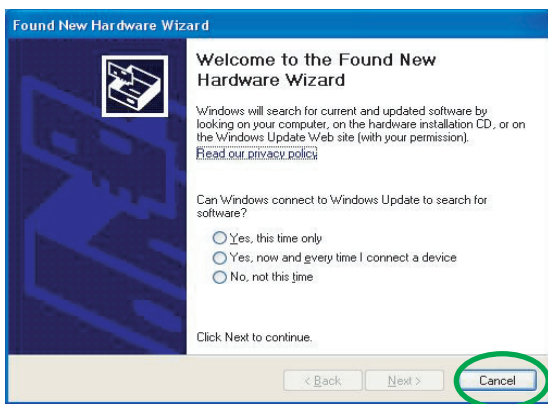 Found New Hardware Wizard
Welcome to the Found New
Hardware Wizard
Windows will search for current and updated software by
looking on your computer, on the hardware installation CD, or on
the Windows Update Web site (with your permission).
Read our privacy policy
Can Windows connect to Windows Update to search for
software?
Yes, this time only
Yes, now and every time I connect a device
No, not this time
Click Next to continue.
< Back Next > Cancel